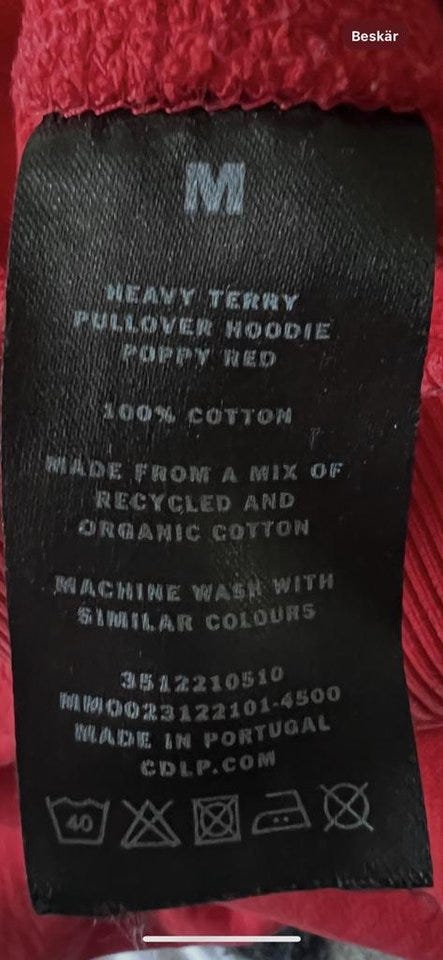 Beskär
M
HEAVY TERRY
PULLOVER HOODIE
POPPY RED
100% COTTON
MADE FROM A MIX OF
RECYCLED AND
ORGANIC COTTON
MACHINE WASH WITH
SIMILAR COLOURS
3512210510
MM0023122101-4500
MADE IN PORTUGAL
CDLP.COM
40